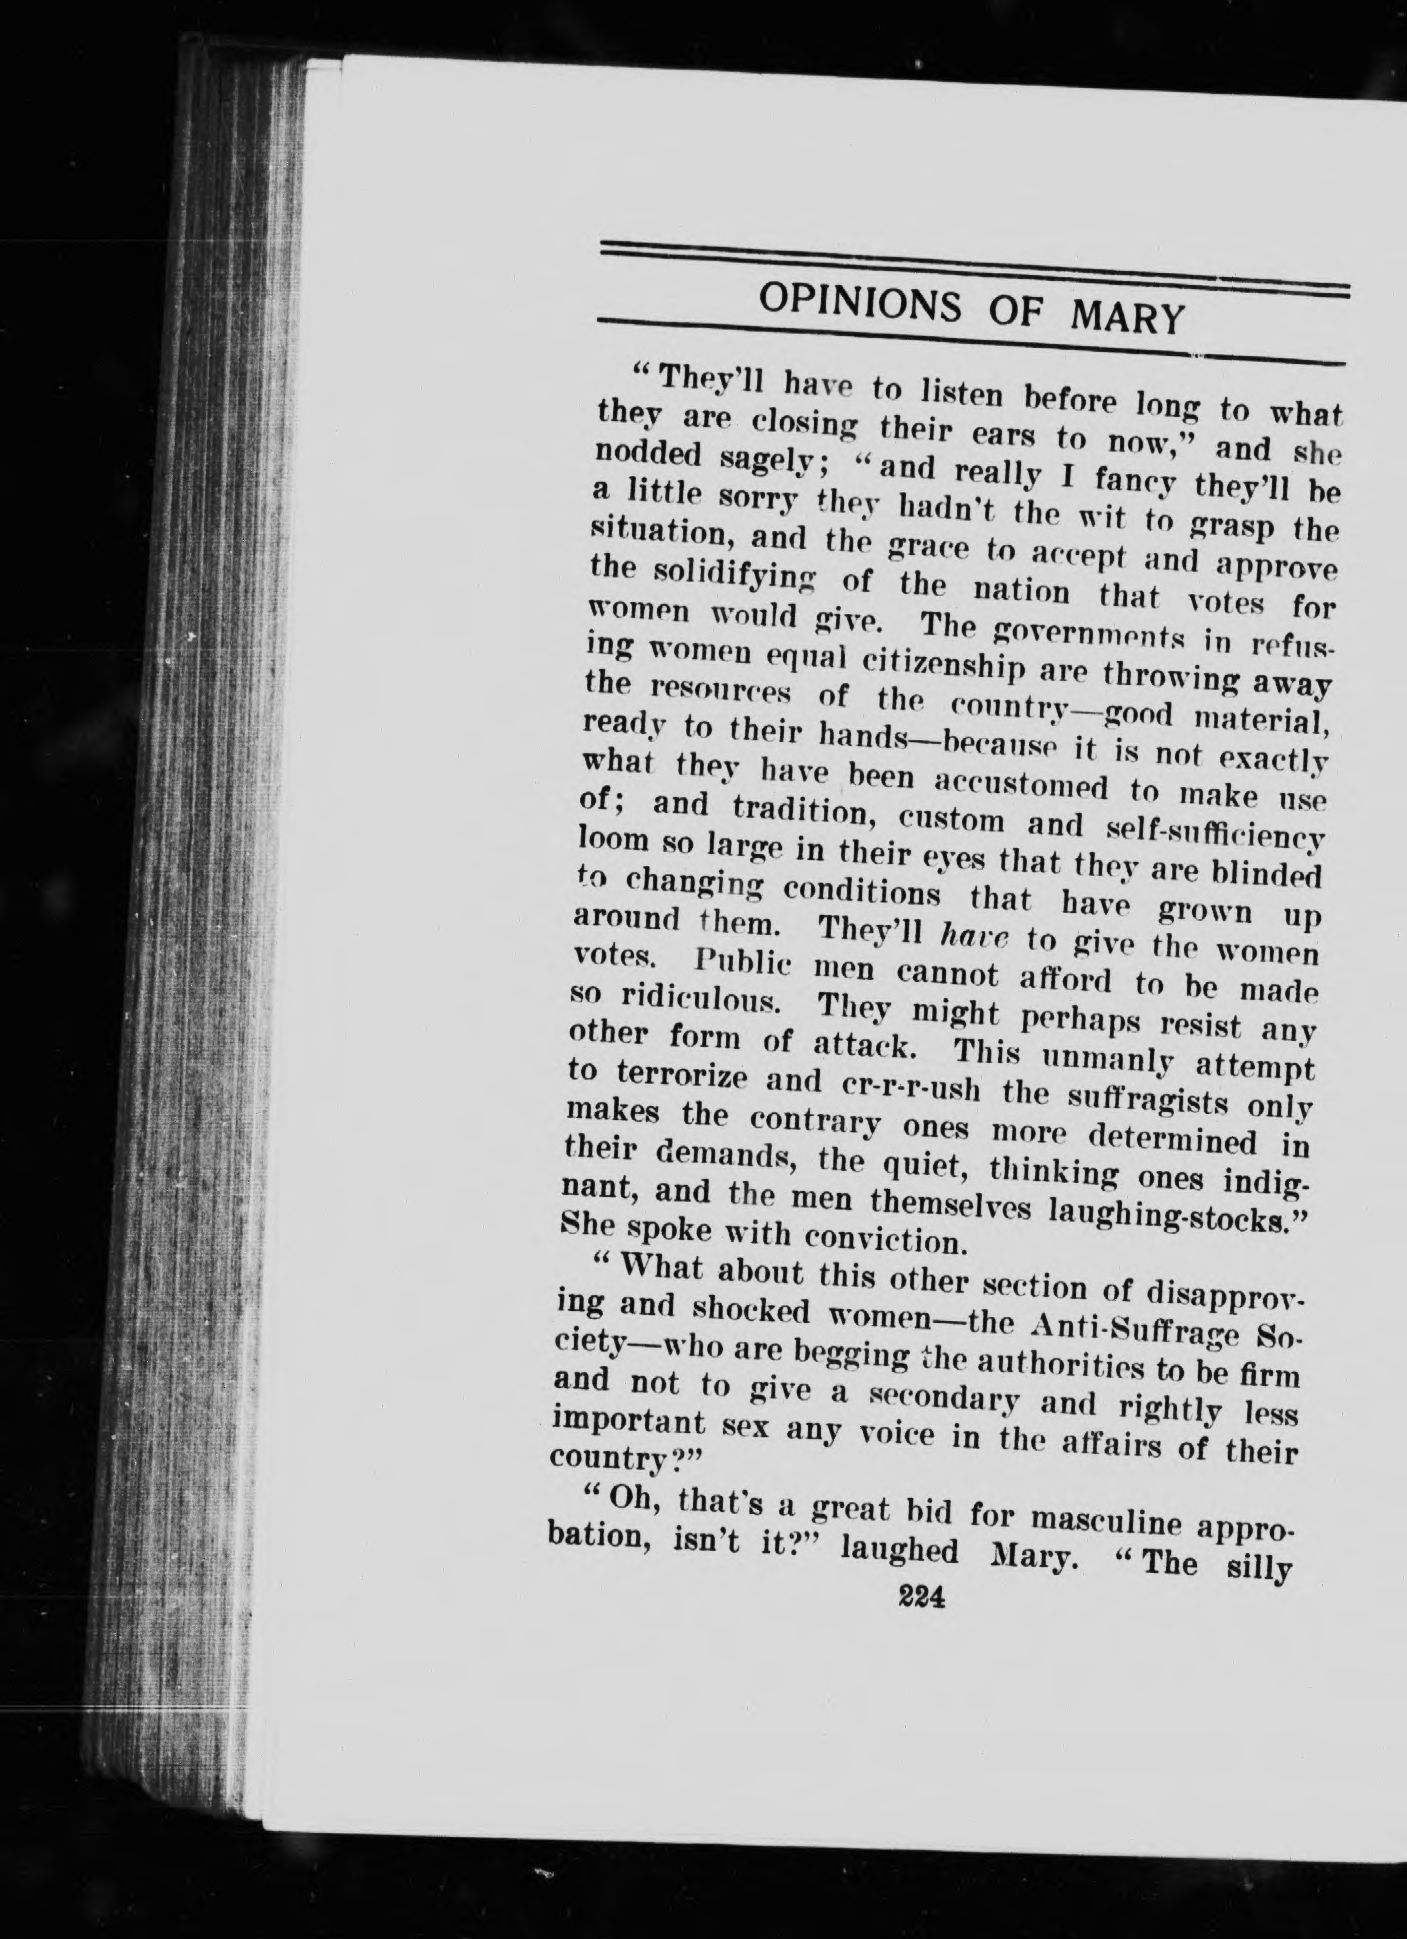 OPINIONS OF MARY
“They’ll have to listen before long to what
they are closing their ears to now,” and she
nodded sagely; “and really I fancy they’ll be
a little sorry they hadn’t the wit to grasp the
situation, and the grace to accept and approve
the solidifying of the nation that votes for
women would give. The governments in refus-
ing women equal citizenship are throwing away
the resources of the country—good material,
ready to their hands—because it is not exactly
what they have been accustomed to make use
of; and tradition, custom and self-sufficiency
loom so large in their eyes that they are blinded
to changing conditions that have grown up
around them. They’ll have to give the women
votes. Public men cannot afford to be made
so ridiculous. They might perhaps resist any
other form of attack. This unmanly attempt
to terrorize and cr-r-r-ush the suffragists only
makes the contrary ones more determined in
their demands, the quiet, thinking ones indig-
nant, and the men themselves laughing-stocks.”
She spoke with conviction.
“What about this other section of disapprov-
ing and shocked women—the Anti-Suffrage So-
ciety—who are begging the authorities to be firm
and not to give a secondary and rightly less
important sex any voice in the affairs of their
country?”
“Oh, that’s a great bid for masculine appro-
bation, isn’t it?” laughed Mary. “The silly
224